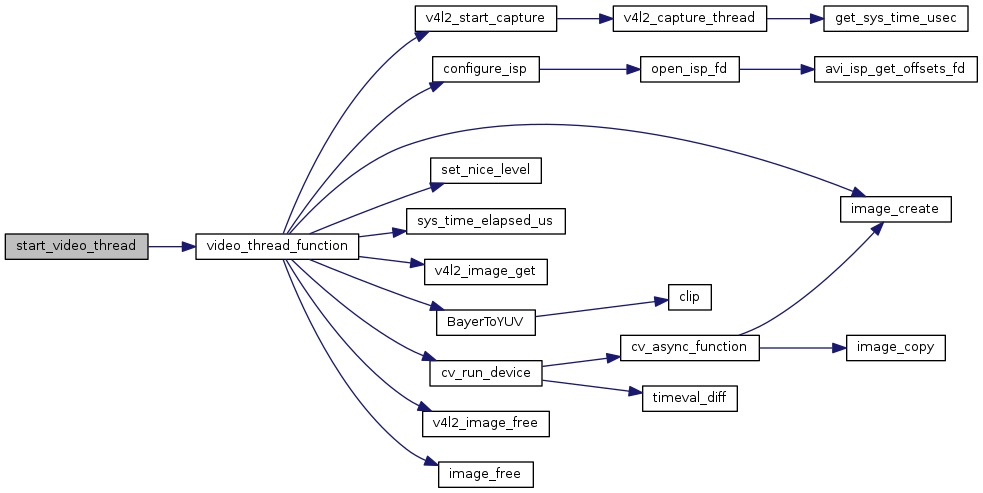 v4l2_start_capture
v4l2_capture_thread
get_sys_time_usec
configure_isp
open_isp_fd
avi_isp_get_offsets_fd
set_nice_level
image_create
sys_time_elapsed_us
start_video_thread
video_thread_function
v4l2_image_get
clip
BayerToYUV
cv_async_function
image_copy
cv_run_device
timeval_diff
v4l2_image_free
image_free